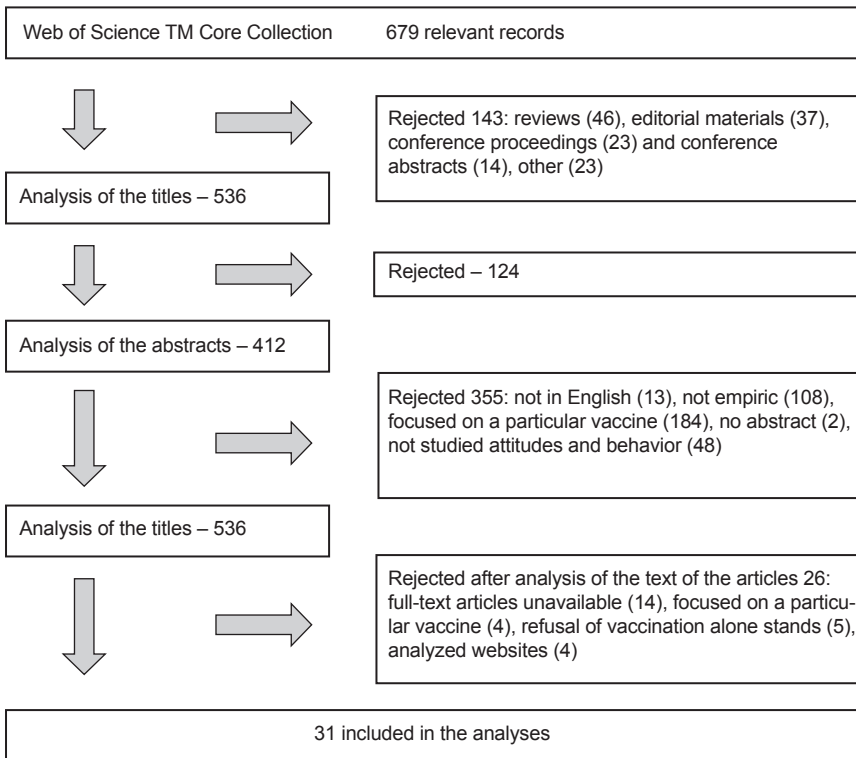 Web of Science TM Core Collection 679 relevant records
Rejected 143: reviews (46), editorial materials (37),
conference proceedings (23) and conference
abstracts (14), other (23)
Analysis of the titles – 536
Rejected – 124
Analysis of the abstracts – 412
Rejected 355: not in English (13), not empiric (108),
focused on a particular vaccine (184), no abstract (2),
not studied attitudes and behavior (48)
Analysis of the titles – 536
Rejected after analysis of the text of the articles 26:
full-text articles unavailable (14), focused on a particu-
lar vaccine (4), refusal of vaccination alone stands (5),
analyzed websites (4)
31 included in the analyses